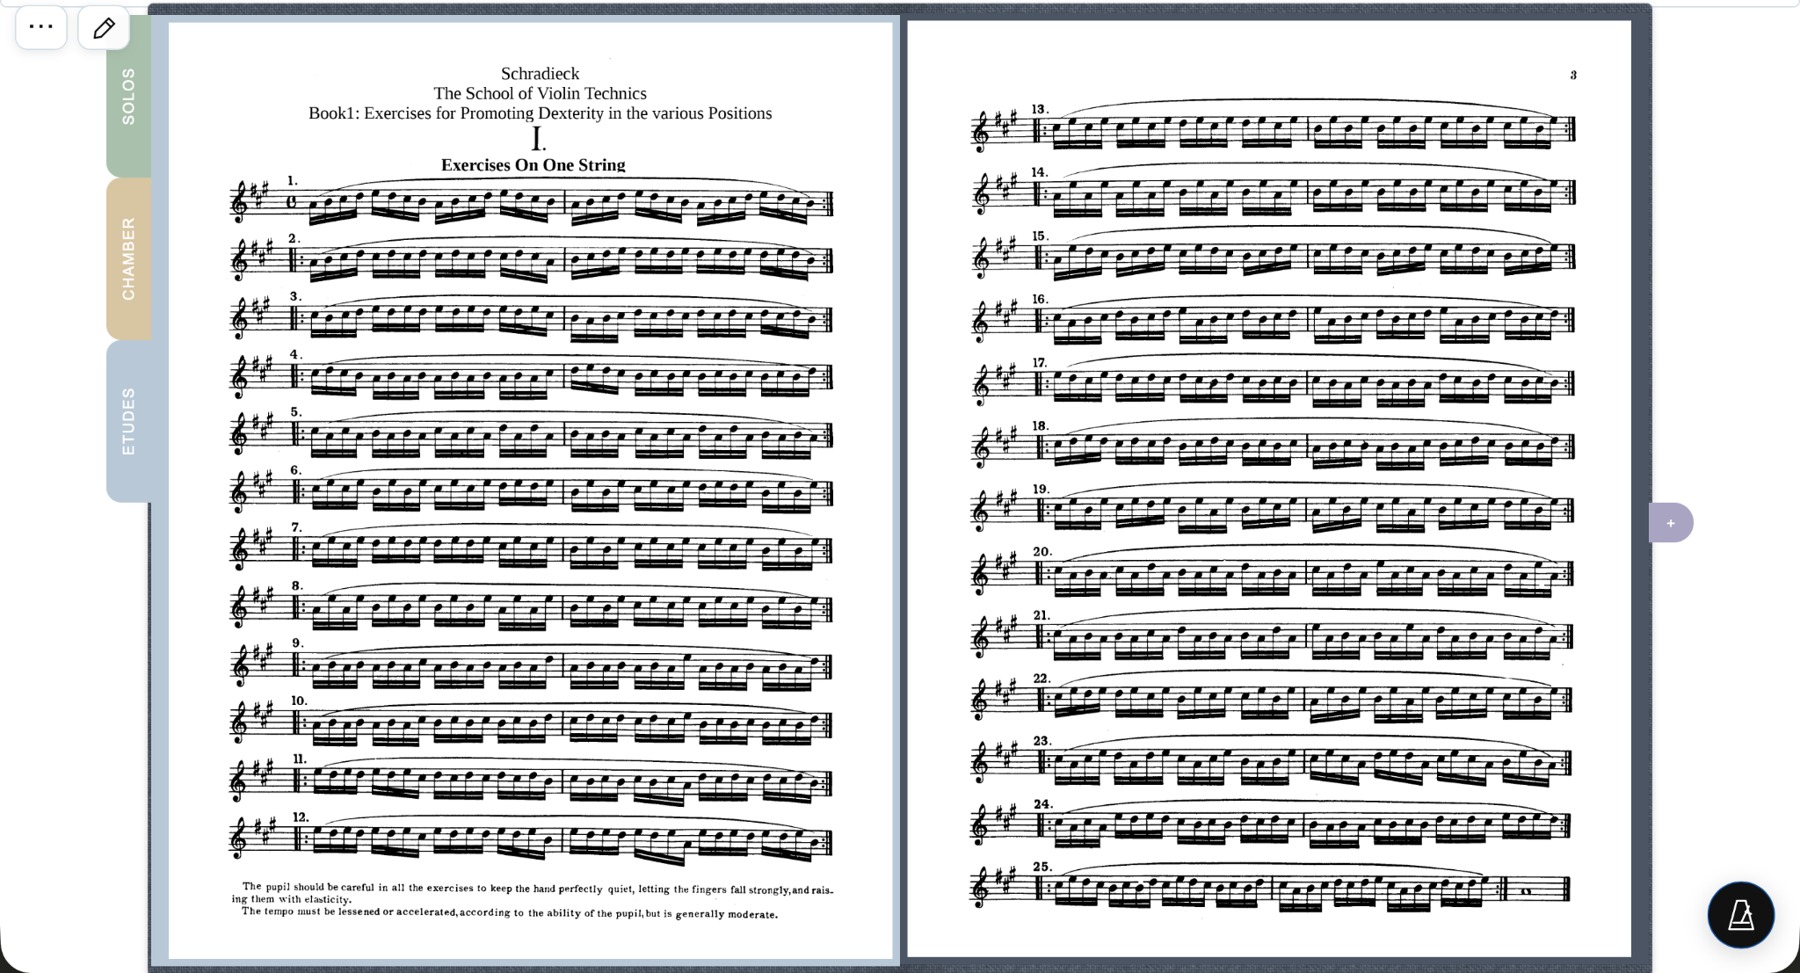 SOLOS
CHAMBER
ETUDES
Schradieck
The School of Violin Technics
Book1: Exercises for Promoting Dexterity in the various Positions
I.
Exercises On One String
1.
2.
3.
4.
5.
6.
7.
8.
9.
10.
11.
12.
The pupil should be careful in all the exercises to keep the hand perfectly quiet, letting the fingers fall strongly, and rais-
ing them with elasticity.
The tempo must be lessened or accelerated, according to the ability of the pupil, but is generally moderate.
3
13.
14.
15.
16.
17.
18.
19.
20.
21.
22.
23.
24.
25.
+